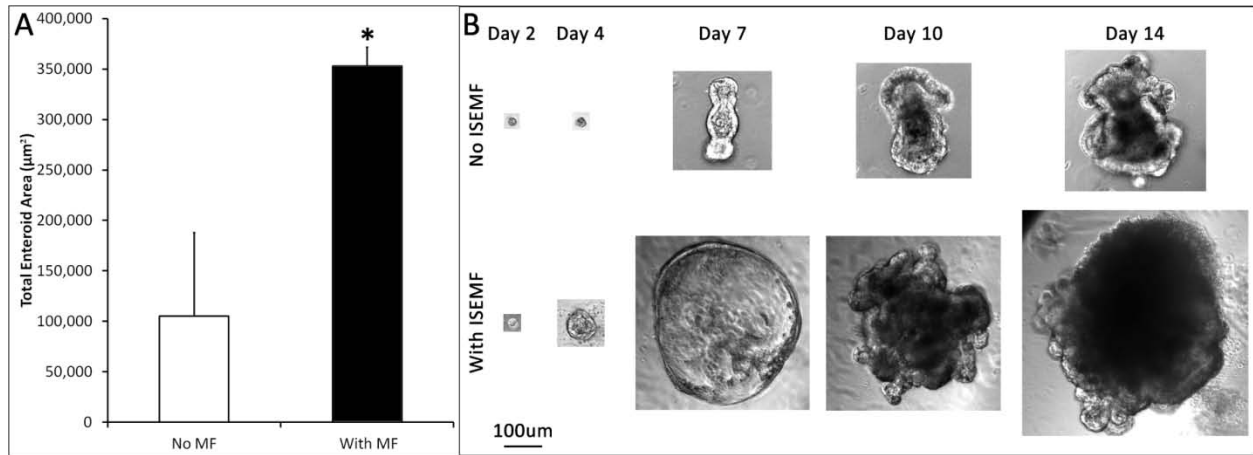 A
Total Enteroid Area (µm²)
400,000
350,000
300,000
250,000
200,000
150,000
100,000
50,000
0
*
No MF
With MF
B
Day 2
Day 4
Day 7
Day 10
Day 14
No ISEMF
With ISEMF
100um